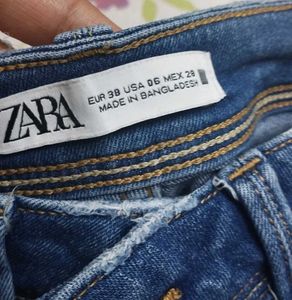 ZARA
EUR 38 USA 06 MEX 28
MADE IN BANGLADESH